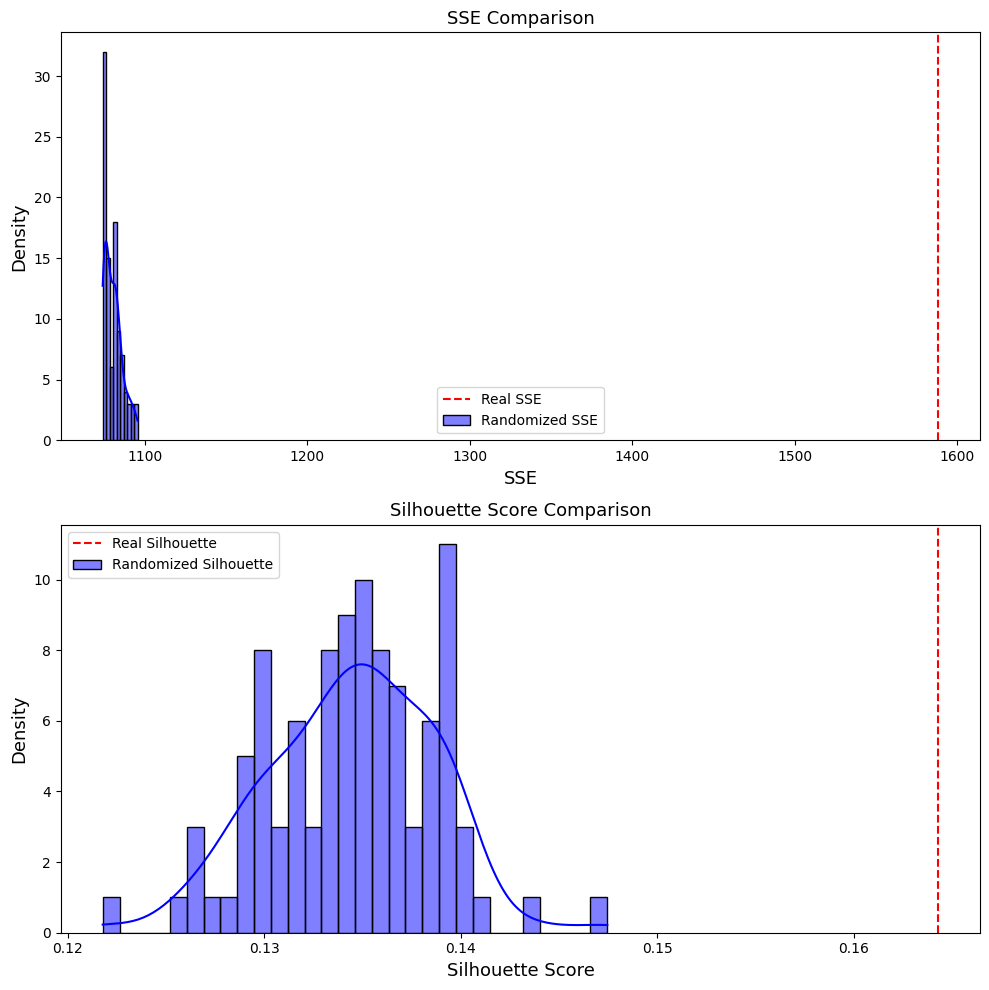 SSE Comparison
Density
30
25
20
15
10
5
0
Real SSE
Randomized SSE
1100 1200 1300 1400 1500 1600
SSE
Silhouette Score Comparison
Real Silhouette
Randomized Silhouette
Density
10
8
6
4
2
0
0.12 0.13 0.14 0.15 0.16
Silhouette Score